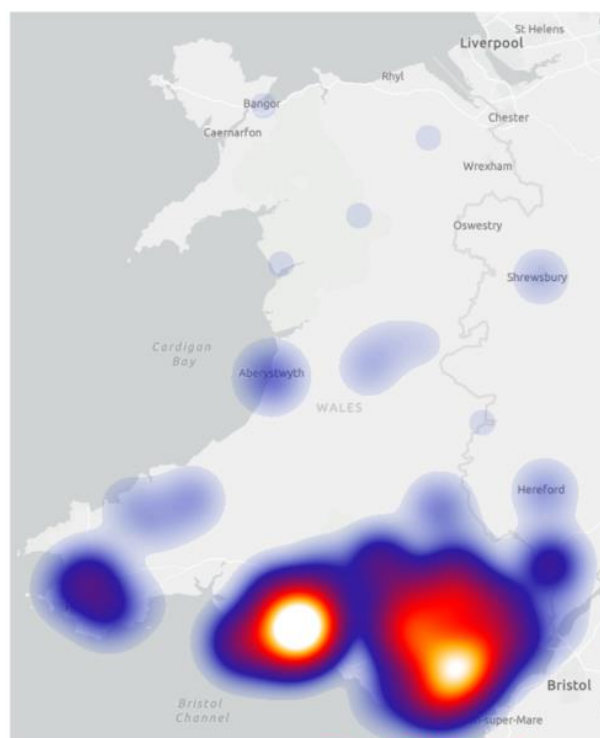 St Helens
Liverpool
Rhyl
Bangor
Chester
Caernarfon
Wrexham
Oswestry
Shrewsbury
Cardigan
Bay
Aberystwyth
WALES
Hereford
Bristol
Bristol
Channel
-super-Mare